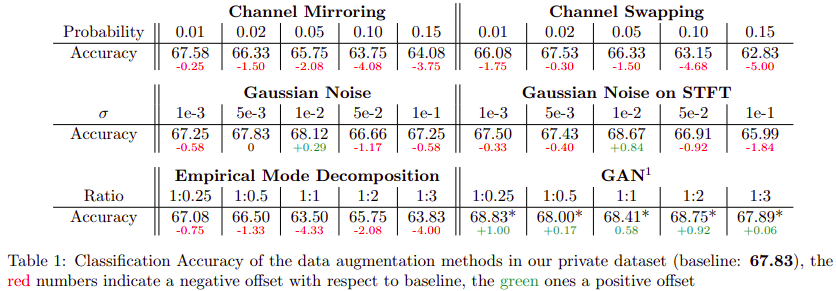 Channel Mirroring Channel Swapping
Probability 0.01 0.02 0.05 0.10 0.15 0.01 0.02 0.05 0.10 0.15
Accuracy 67.58 66.33 65.75 63.75 64.08 66.08 67.53 66.33 63.15 62.83
-0.25 -1.50 -2.08 -4.08 -3.75 -1.75 -0.30 -1.50 -4.68 -5.00
Gaussian Noise Gaussian Noise on STFT
σ 1e-3 5e-3 1e-2 5e-2 1e-1 1e-3 5e-3 1e-2 5e-2 1e-1
Accuracy 67.25 67.83 68.12 66.66 67.25 67.50 67.43 68.67 66.91 65.99
-0.58 0 +0.29 -1.17 -0.58 -0.33 -0.40 +0.84 -0.92 -1.84
Empirical Mode Decomposition GAN¹
Ratio 1:0.25 1:0.5 1:1 1:2 1:3 1:0.25 1:0.5 1:1 1:2 1:3
Accuracy 67.08 66.50 63.50 65.75 63.83 68.83* 68.00* 68.41* 68.75* 67.89*
-0.75 -1.33 -4.33 -2.08 -4.00 +1.00 +0.17 0.58 +0.92 +0.06
Table 1: Classification Accuracy of the data augmentation methods in our private dataset (baseline: 67.83), the
red numbers indicate a negative offset with respect to baseline, the green ones a positive offset